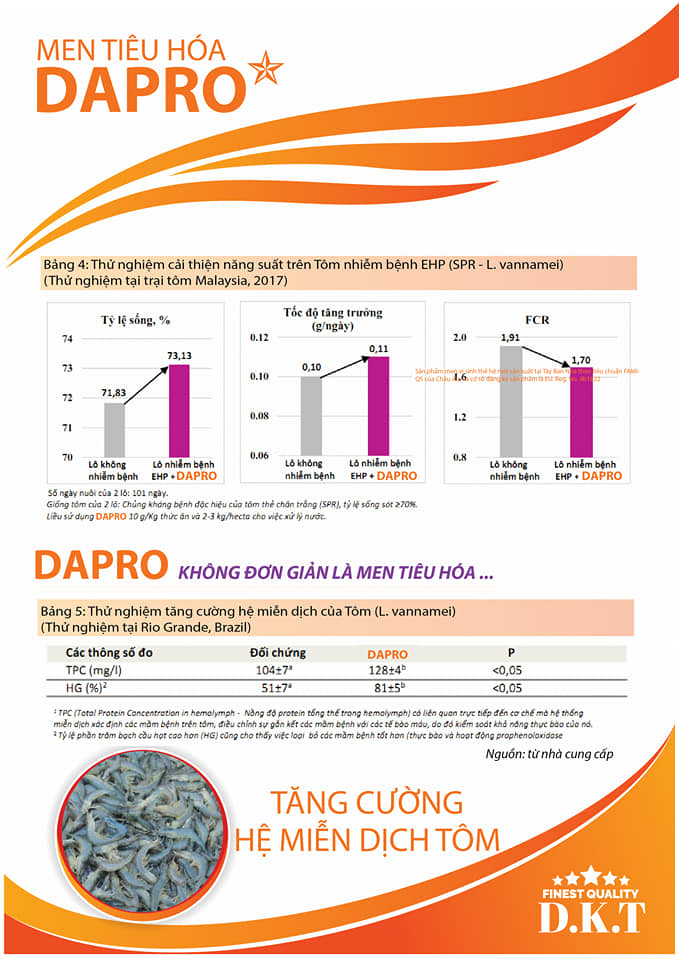 MEN TIÊU HÓA
DAPRO
Bảng 4: Thử nghiệm cải thiện năng suất trên Tôm nhiễm bệnh EHP (SPR - L. vannamei)
(Thử nghiệm tại trại tôm Malaysia, 2017)
Tỷ lệ sống, %
74
73
72
71
70
71,83
73,13
Lô không nhiễm bệnh
Lô nhiễm bệnh EHP + DAPRO
Tốc độ tăng trưởng
(g/ngày)
0.12
0.10
0.08
0.06
0,10
0,11
Lô không nhiễm bệnh
Lô nhiễm bệnh EHP + DAPRO
FCR
2.0
1.6
1.2
0.8
1,91
1,70
Sản phẩm men vi sinh thế hệ mới sản xuất tại Tây Ban Nha theo tiêu chuẩn FAMI-
QS của Châu Âu
Lô không nhiễm bệnh
Lô nhiễm bệnh EHP + DAPRO
Số ngày nuôi của 2 lô: 101 ngày.
Giống tôm của 2 lô: Chủng kháng bệnh đặc hiệu của tôm thẻ chân trắng (SPR), tỷ lệ sống sót ≥70%.
Liều sử dụng DAPRO 10 g/Kg thức ăn và 2-3 kg/hecta cho việc xử lý nước.
DAPRO KHÔNG ĐƠN GIẢN LÀ MEN TIÊU HÓA ...
Bảng 5: Thử nghiệm tăng cường hệ miễn dịch của Tôm (L. vannamei)
(Thử nghiệm tại Rio Grande, Brazil)
Các thông số đo Đối chứng DAPRO P
TPC (mg/l) 104±7ᵃ 128±4ᵇ <0,05
HG (%)² 51±7ᵃ 81±5ᵇ <0,05
¹ TPC (Total Protein Concentration in hemolymph - Nồng độ protein tổng thể trong hemolymph) có liên quan trực tiếp đến cơ chế mà hệ thống
miễn dịch xác định các mầm bệnh trên tôm, điều chỉnh sự gắn kết các mầm bệnh với các tế bào máu, do đó kiểm soát khả năng thực bào của nó.
² Tỷ lệ phần trăm bạch cầu hạt cao hơn (HG) cũng cho thấy việc loại bỏ các mầm bệnh tốt hơn (thực bào và hoạt động praphenoloxidase
Nguồn: từ nhà cung cấp
TĂNG CƯỜNG
HỆ MIỄN DỊCH TÔM
FINEST QUALITY
D.K.T